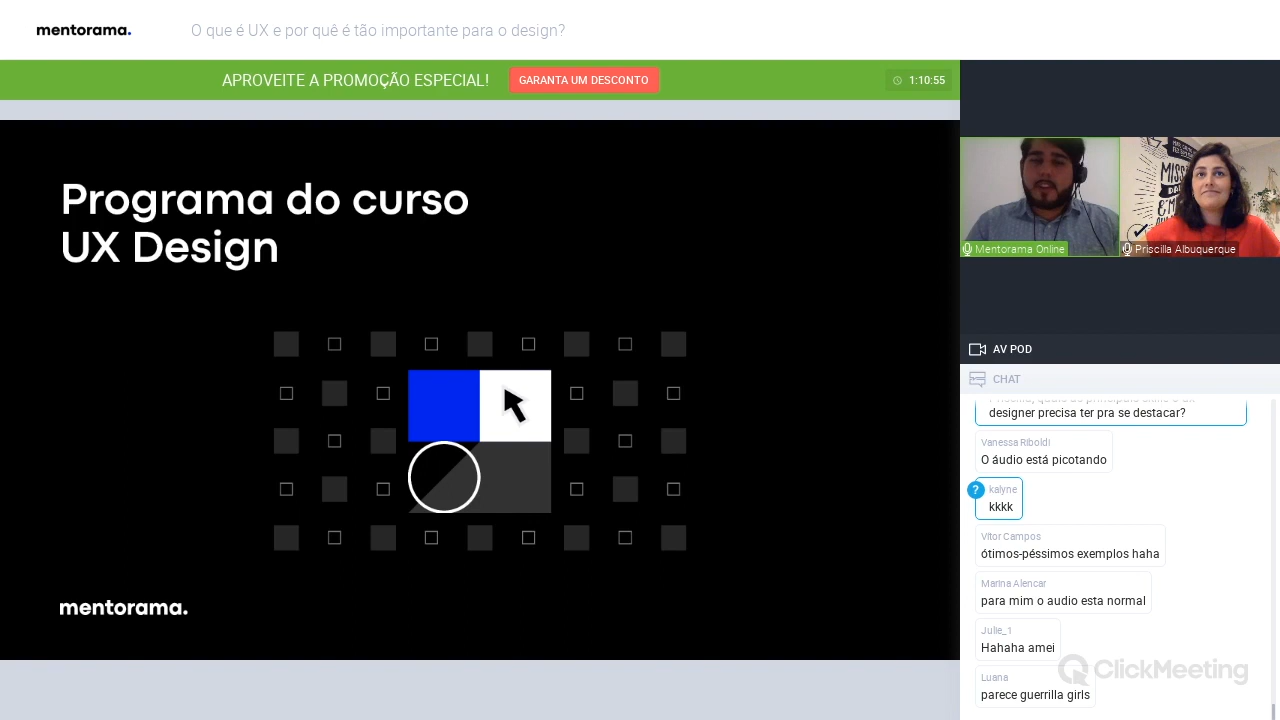 mentorama.
O que é UX e por quê é tão importante para o design?
APROVEITE A PROMOÇÃO ESPECIAL!
GARANTA UM DESCONTO
1:10:55
Programa do curso
UX Design
mentorama.
Mentorama Online
Priscilla Albuquerque
AV POD
CHAT
designer precisa ter pra se destacar?
Vanessa Riboldi
O áudio está picotando
?
kalyne
kkkk
Vítor Campos
ótimos-péssimos exemplos haha
Marina Alencar
para mim o audio esta normal
Julie_1
Hahaha amei
Luana
parece guerrilla girls
ClickMeeting